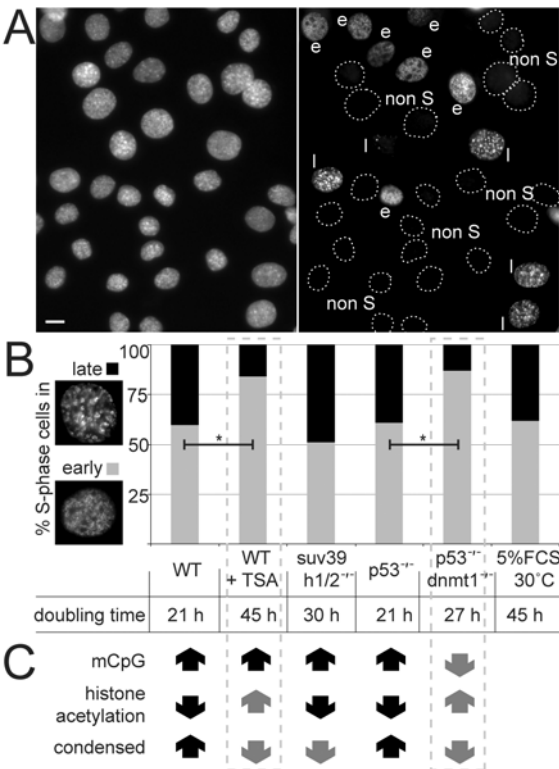 A
e e e e e
non S
non S
e
l l
l
e
non S
non S
l
non S
l
B
100
75
50
25
% S-phase cells in
late
early
* *
WT
WT + TSA
suv39 h1/2-/-
p53-/-
p53-/- dnmt1-/-
5%FCS 30°C
doubling time 21 h 45 h 30 h 21 h 27 h 45 h
C
mCpG
histone acetylation
condensed